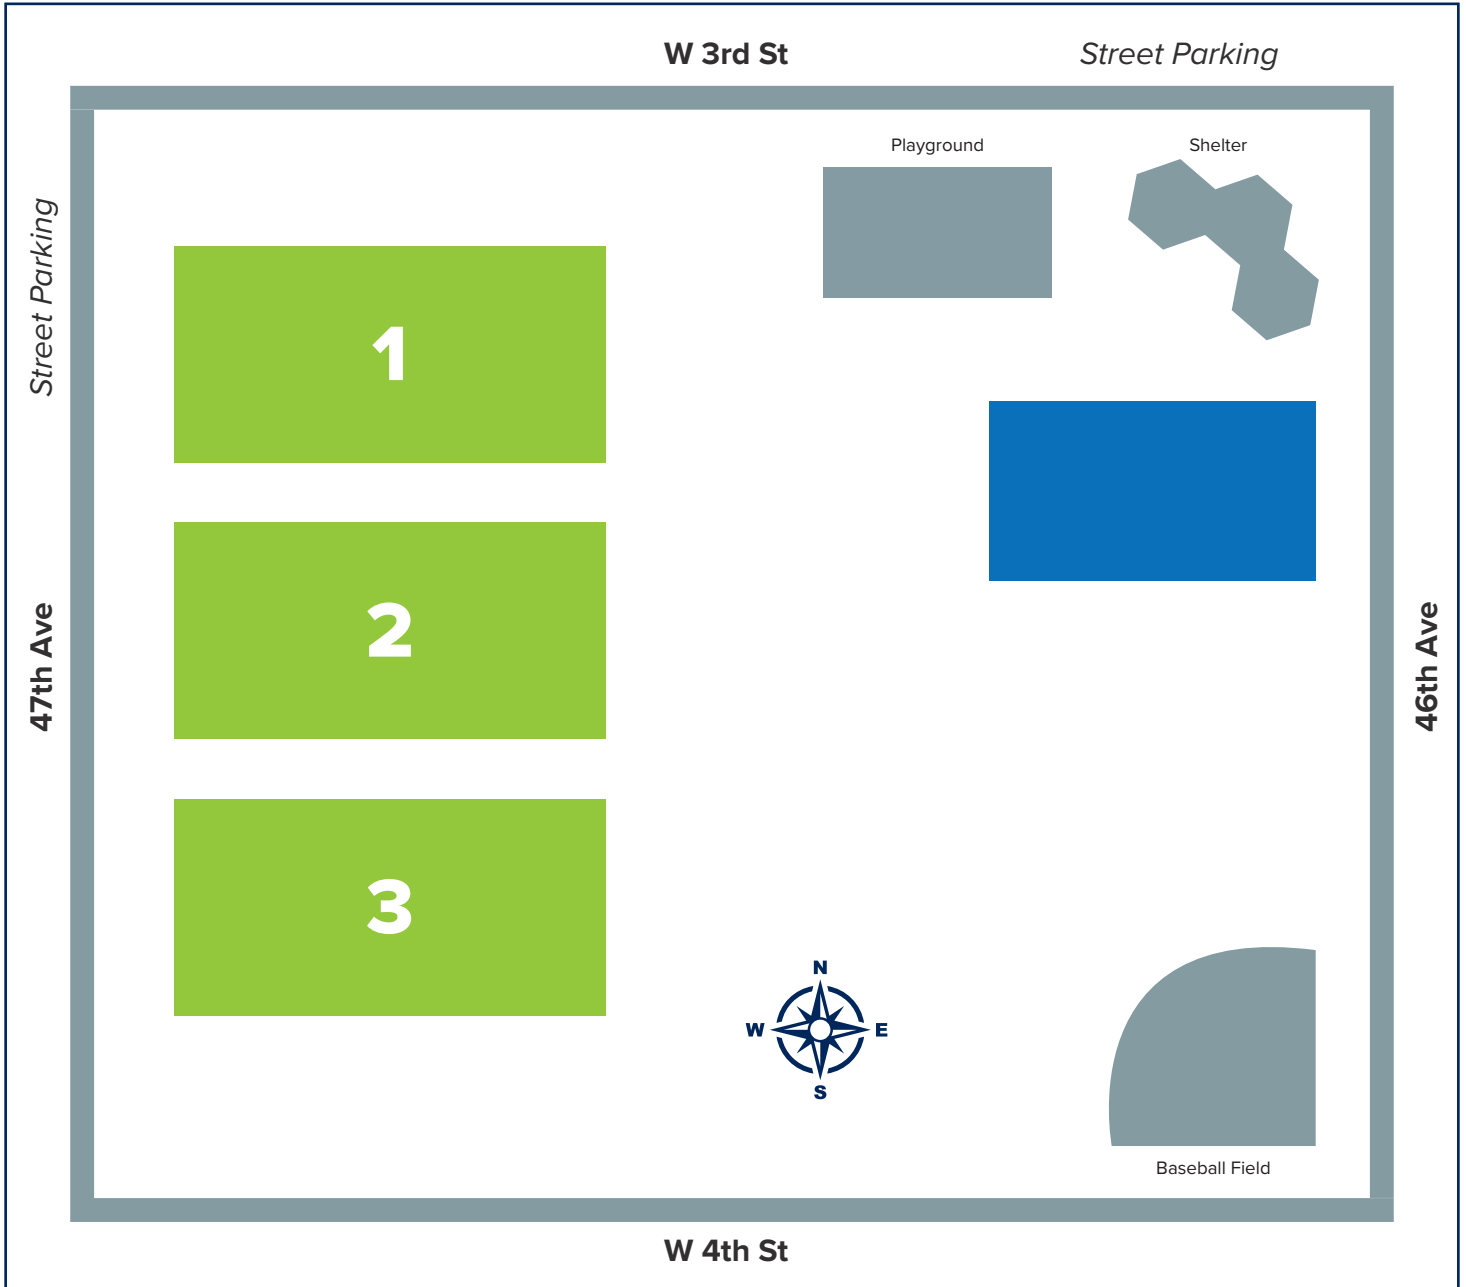 W 3rd St
Street Parking
Playground
Shelter
Street Parking
1
2
47th Ave
46th Ave
3
N
W
E
S
Baseball Field
W 4th St